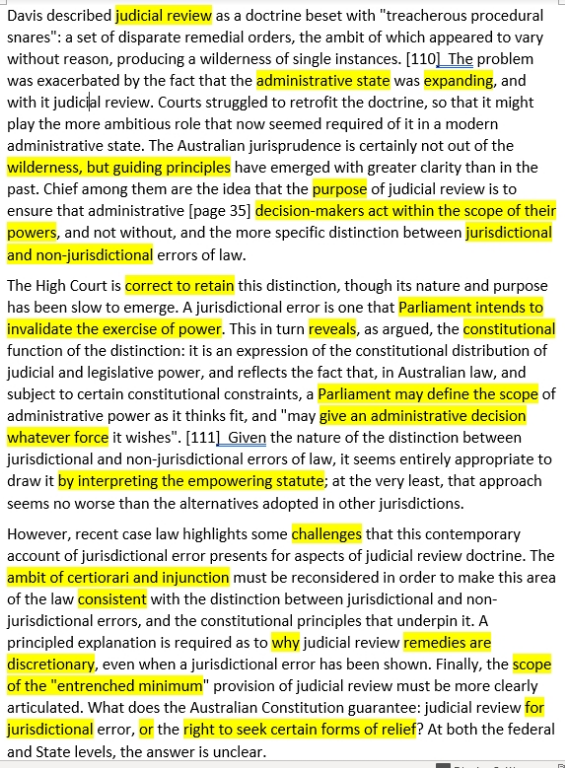 Davis described judicial review as a doctrine beset with "treacherous procedural
snares": a set of disparate remedial orders, the ambit of which appeared to vary
without reason, producing a wilderness of single instances. [110] The problem
was exacerbated by the fact that the administrative state was expanding, and
with it judicial review. Courts struggled to retrofit the doctrine, so that it might
play the more ambitious role that now seemed required of it in a modern
administrative state. The Australian jurisprudence is certainly not out of the
wilderness, but guiding principles have emerged with greater clarity than in the
past. Chief among them are the idea that the purpose of judicial review is to
ensure that administrative [page 35] decision-makers act within the scope of their
powers, and not without, and the more specific distinction between jurisdictional
and non-jurisdictional errors of law.
The High Court is correct to retain this distinction, though its nature and purpose
has been slow to emerge. A jurisdictional error is one that Parliament intends to
invalidate the exercise of power. This in turn reveals, as argued, the constitutional
function of the distinction: it is an expression of the constitutional distribution of
judicial and legislative power, and reflects the fact that, in Australian law, and
subject to certain constitutional constraints, a Parliament may define the scope of
administrative power as it thinks fit, and "may give an administrative decision
whatever force it wishes". [111] Given the nature of the distinction between
jurisdictional and non-jurisdictional errors of law, it seems entirely appropriate to
draw it by interpreting the empowering statute; at the very least, that approach
seems no worse than the alternatives adopted in other jurisdictions.
However, recent case law highlights some challenges that this contemporary
account of jurisdictional error presents for aspects of judicial review doctrine. The
ambit of certiorari and injunction must be reconsidered in order to make this area
of the law consistent with the distinction between jurisdictional and non-
jurisdictional errors, and the constitutional principles that underpin it. A
principled explanation is required as to why judicial review remedies are
discretionary, even when a jurisdictional error has been shown. Finally, the scope
of the "entrenched minimum" provision of judicial review must be more clearly
articulated. What does the Australian Constitution guarantee: judicial review for
jurisdictional error, or the right to seek certain forms of relief? At both the federal
and State levels, the answer is unclear.